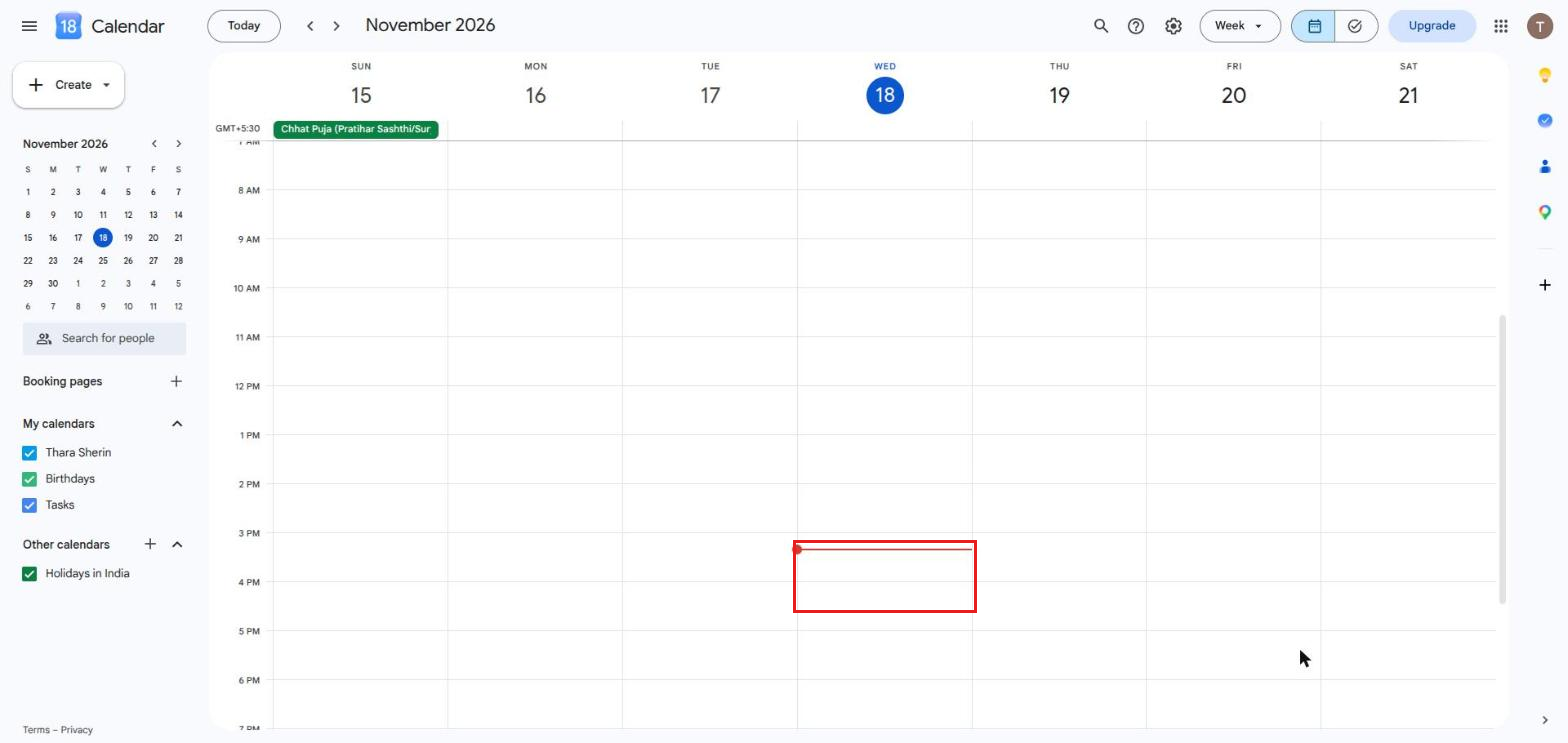 18 Calendar
Today
November 2026
Week
Upgrade
T
Create
November 2026
S M T W T F S
1 2 3 4 5 6 7
8 9 10 11 12 13 14
15 16 17 18 19 20 21
22 23 24 25 26 27 28
29 30 1 2 3 4 5
6 7 8 9 10 11 12
Search for people
Booking pages
My calendars
Thara Sherin
Birthdays
Tasks
Other calendars
Holidays in India
Terms – Privacy
SUN MON TUE WED THU FRI SAT
15 16 17 18 19 20 21
GMT+5:30
Chhat Puja (Pratihar Sashthi/Sur
8 AM
9 AM
10 AM
11 AM
12 PM
1 PM
2 PM
3 PM
4 PM
5 PM
6 PM
7 PM